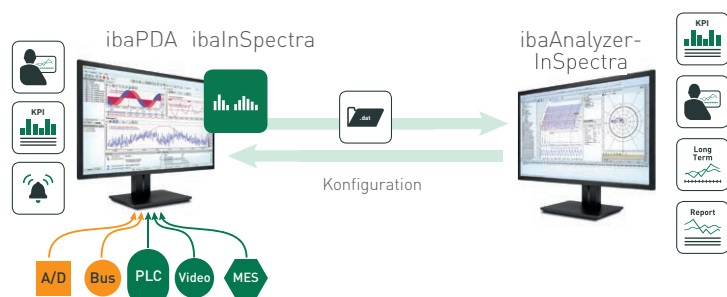 ibaPDA ibaInSpectra
ibaAnalyzer-
InSpectra
KPI
KPI
.dat
Konfiguration
Long
Term
Report
A/D
Bus
PLC
Video
MES